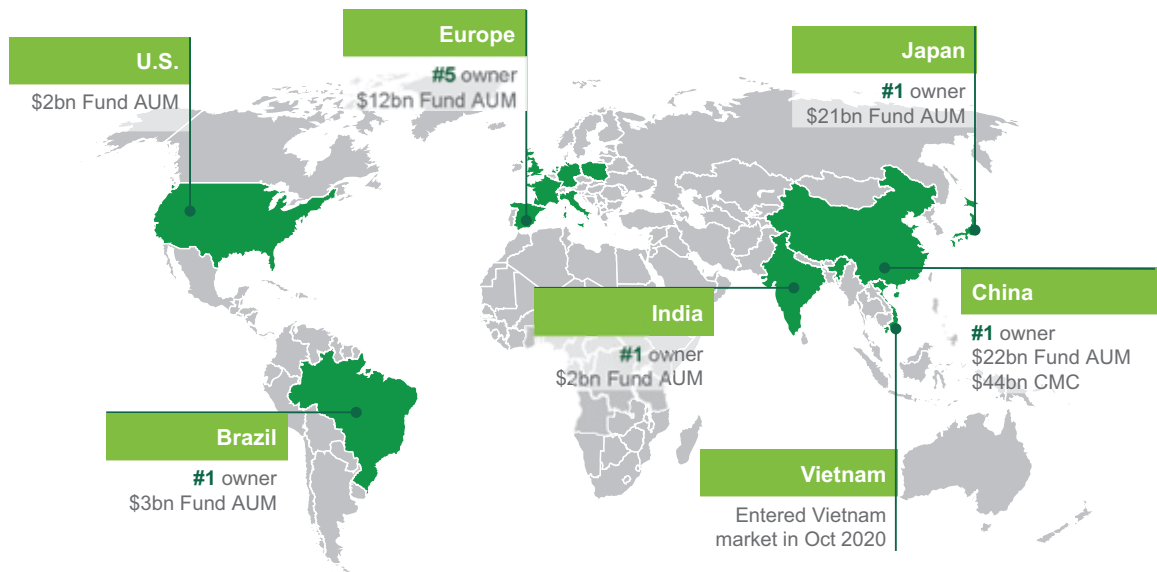 U.S.
$2bn Fund AUM
Europe
#5 owner
$12bn Fund AUM
Japan
#1 owner
$21bn Fund AUM
India
#1 owner
$2bn Fund AUM
China
#1 owner
$22bn Fund AUM
$44bn CMC
Brazil
#1 owner
$3bn Fund AUM
Vietnam
Entered Vietnam
market in Oct 2020